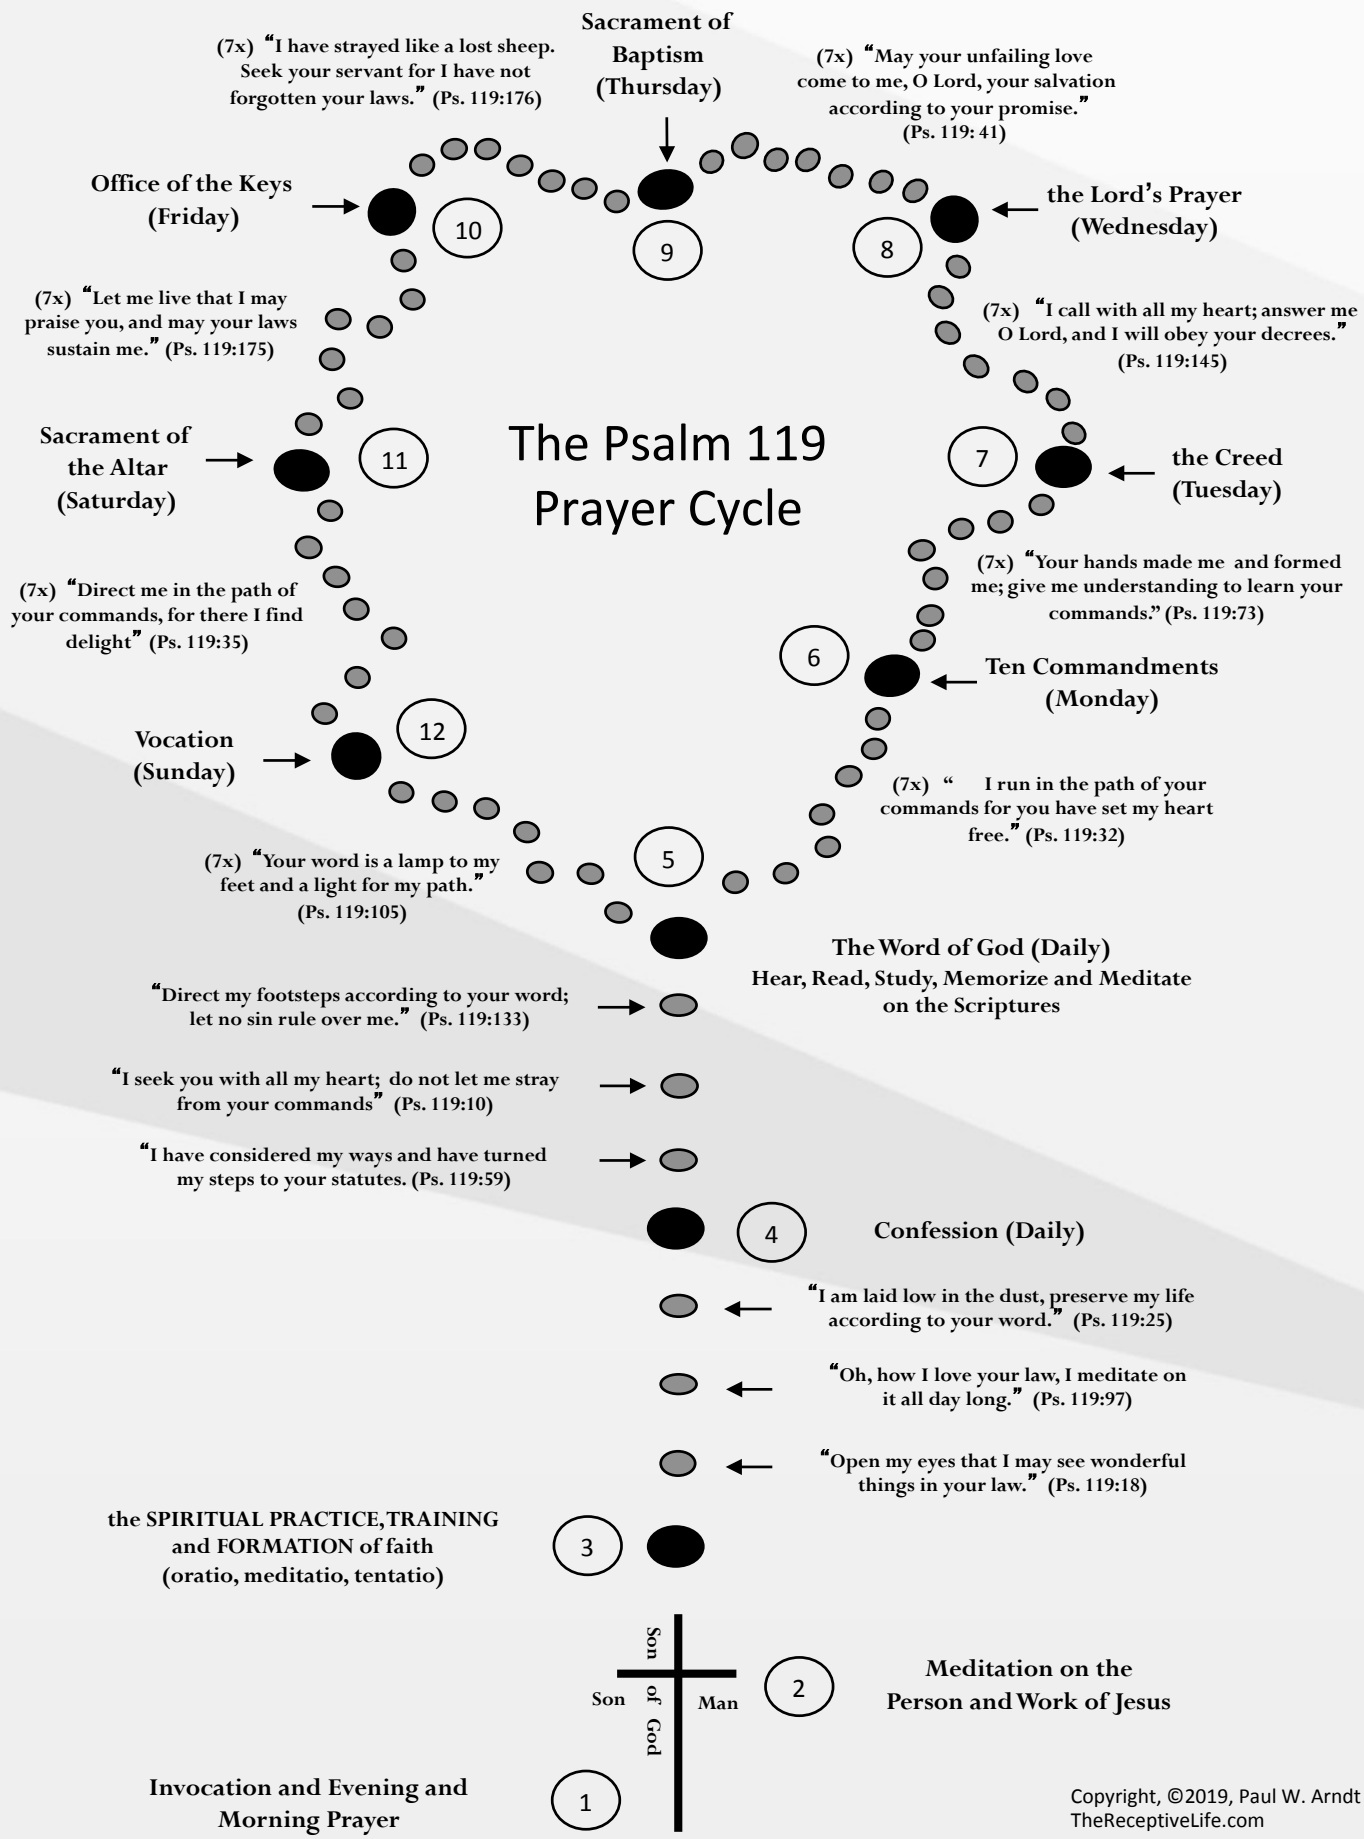 Sacrament of
Baptism
(Thursday)
(7x) “I have strayed like a lost sheep.
Seek your servant for I have not
forgotten your laws.” (Ps. 119:176)
(7x) “May your unfailing love
come to me, O Lord, your salvation
according to your promise.”
(Ps. 119: 41)
Office of the Keys
(Friday)
10
9
8
the Lord’s Prayer
(Wednesday)
(7x) “Let me live that I may
praise you, and may your laws
sustain me.” (Ps. 119:175)
(7x) “I call with all my heart; answer me
O Lord, and I will obey your decrees.”
(Ps. 119:145)
Sacrament of
the Altar
(Saturday)
11
The Psalm 119
Prayer Cycle
7
the Creed
(Tuesday)
(7x) “Direct me in the path of
your commands, for there I find
delight” (Ps. 119:35)
(7x) “Your hands made me and formed
me; give me understanding to learn your
commands.” (Ps. 119:73)
6
Ten Commandments
(Monday)
12
Vocation
(Sunday)
(7x) “ I run in the path of your
commands for you have set my heart
free.” (Ps. 119:32)
(7x) “Your word is a lamp to my
feet and a light for my path.”
(Ps. 119:105)
5
The Word of God (Daily)
Hear, Read, Study, Memorize and Meditate
on the Scriptures
“Direct my footsteps according to your word;
let no sin rule over me.” (Ps. 119:133)
“I seek you with all my heart; do not let me stray
from your commands” (Ps. 119:10)
“I have considered my ways and have turned
my steps to your statutes. (Ps. 119:59)
4
Confession (Daily)
“I am laid low in the dust, preserve my life
according to your word.” (Ps. 119:25)
“Oh, how I love your law, I meditate on
it all day long.” (Ps. 119:97)
“Open my eyes that I may see wonderful
things in your law.” (Ps. 119:18)
the SPIRITUAL PRACTICE, TRAINING
and FORMATION of faith
(oratio, meditatio, tentatio)
3
Son of God
Son
Man
2
Meditation on the
Person and Work of Jesus
Invocation and Evening and
Morning Prayer
1
Copyright, ©2019, Paul W. Arndt
TheReceptiveLife.com